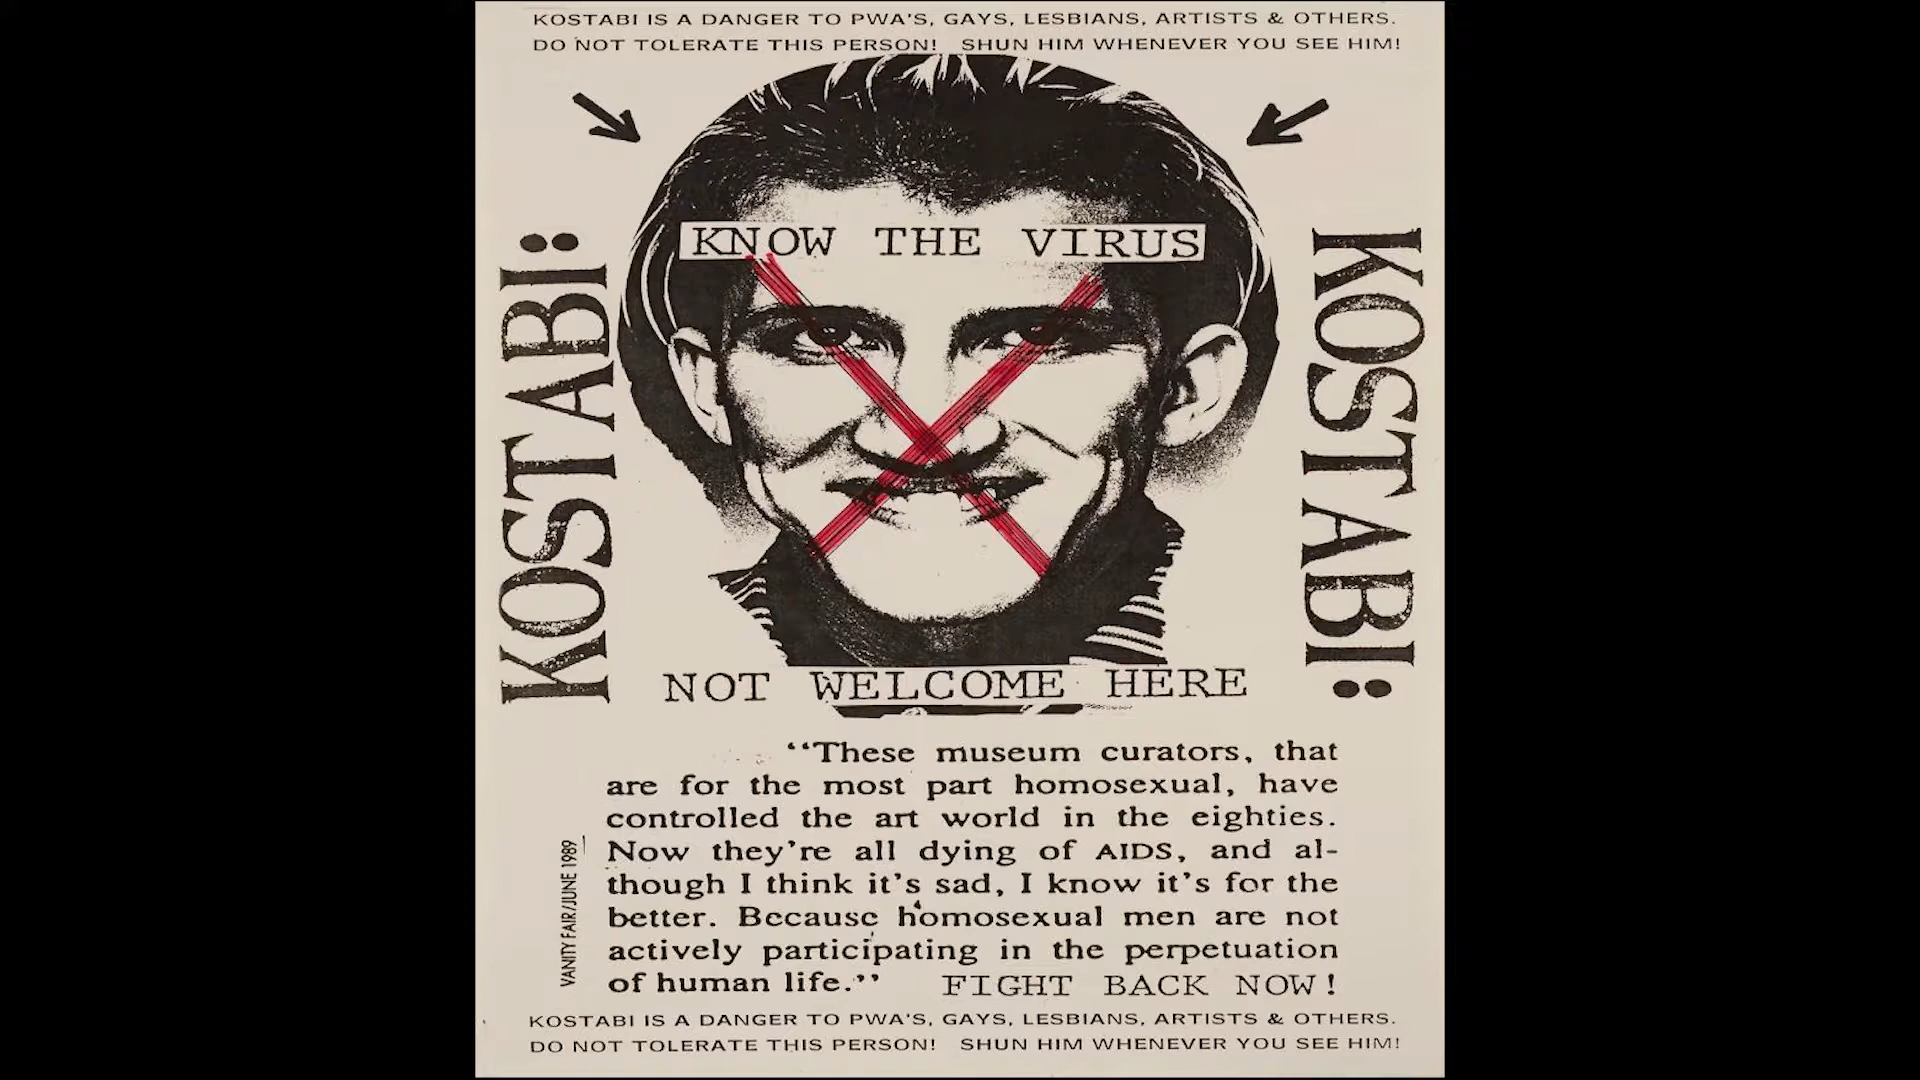 KOSTABI IS A DANGER TO PWA'S, GAYS, LESBIANS, ARTISTS & OTHERS.
DO NOT TOLERATE THIS PERSON! SHUN HIM WHENEVER YOU SEE HIM!
KNOW THE VIRUS
KOSTABI:
KOSTABI:
NOT WELCOME HERE
“These museum curators, that
are for the most part homosexual, have
controlled the art world in the eighties.
Now they’re all dying of AIDS, and al-
though I think it’s sad, I know it’s for the
better. Because homosexual men are not
actively participating in the perpetuation
of human life.” FIGHT BACK NOW!
VANITY FAIR/JUNE 1989
KOSTABI IS A DANGER TO PWA'S, GAYS, LESBIANS, ARTISTS & OTHERS.
DO NOT TOLERATE THIS PERSON! SHUN HIM WHENEVER YOU SEE HIM!